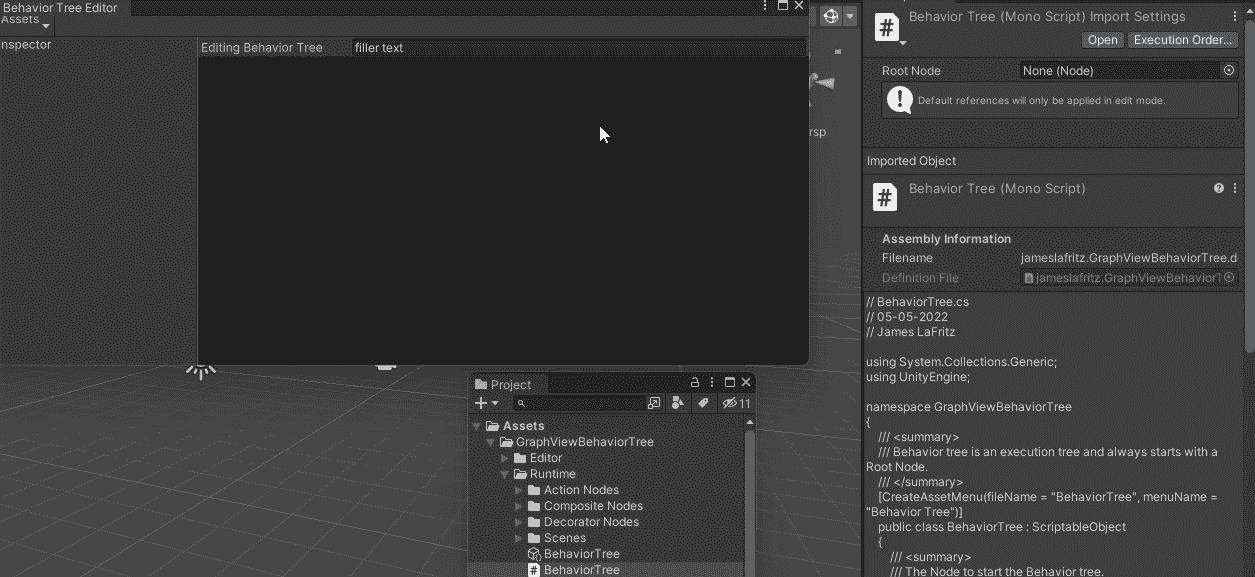 Behavior Tree Editor
Assets
nspector
Editing Behavior Tree
filler text
rsp
Project
11
Assets
GraphViewBehaviorTree
Editor
Runtime
Action Nodes
Composite Nodes
Decorator Nodes
Scenes
BehaviorTree
BehaviorTree
Behavior Tree (Mono Script) Import Settings
Open
Execution Order...
Root Node
None (Node)
Default references will only be applied in edit mode.
Imported Object
Behavior Tree (Mono Script)
Assembly Information
Filename
jameslafritz.GraphViewBehaviorTree.d
Definition File
jameslafritz.GraphViewBehaviorT
// BehaviorTree.cs
// 05-05-2022
// James LaFritz
using System.Collections.Generic;
using UnityEngine;
namespace GraphViewBehaviorTree
{
/// <summary>
/// Behavior tree is an execution tree and always starts with a
Root Node.
/// </summary>
[CreateAssetMenu(fileName = "BehaviorTree", menuName =
"Behavior Tree")]
public class BehaviorTree : ScriptableObject
{
/// <summary>
/// The Node to start the Behavior tree.